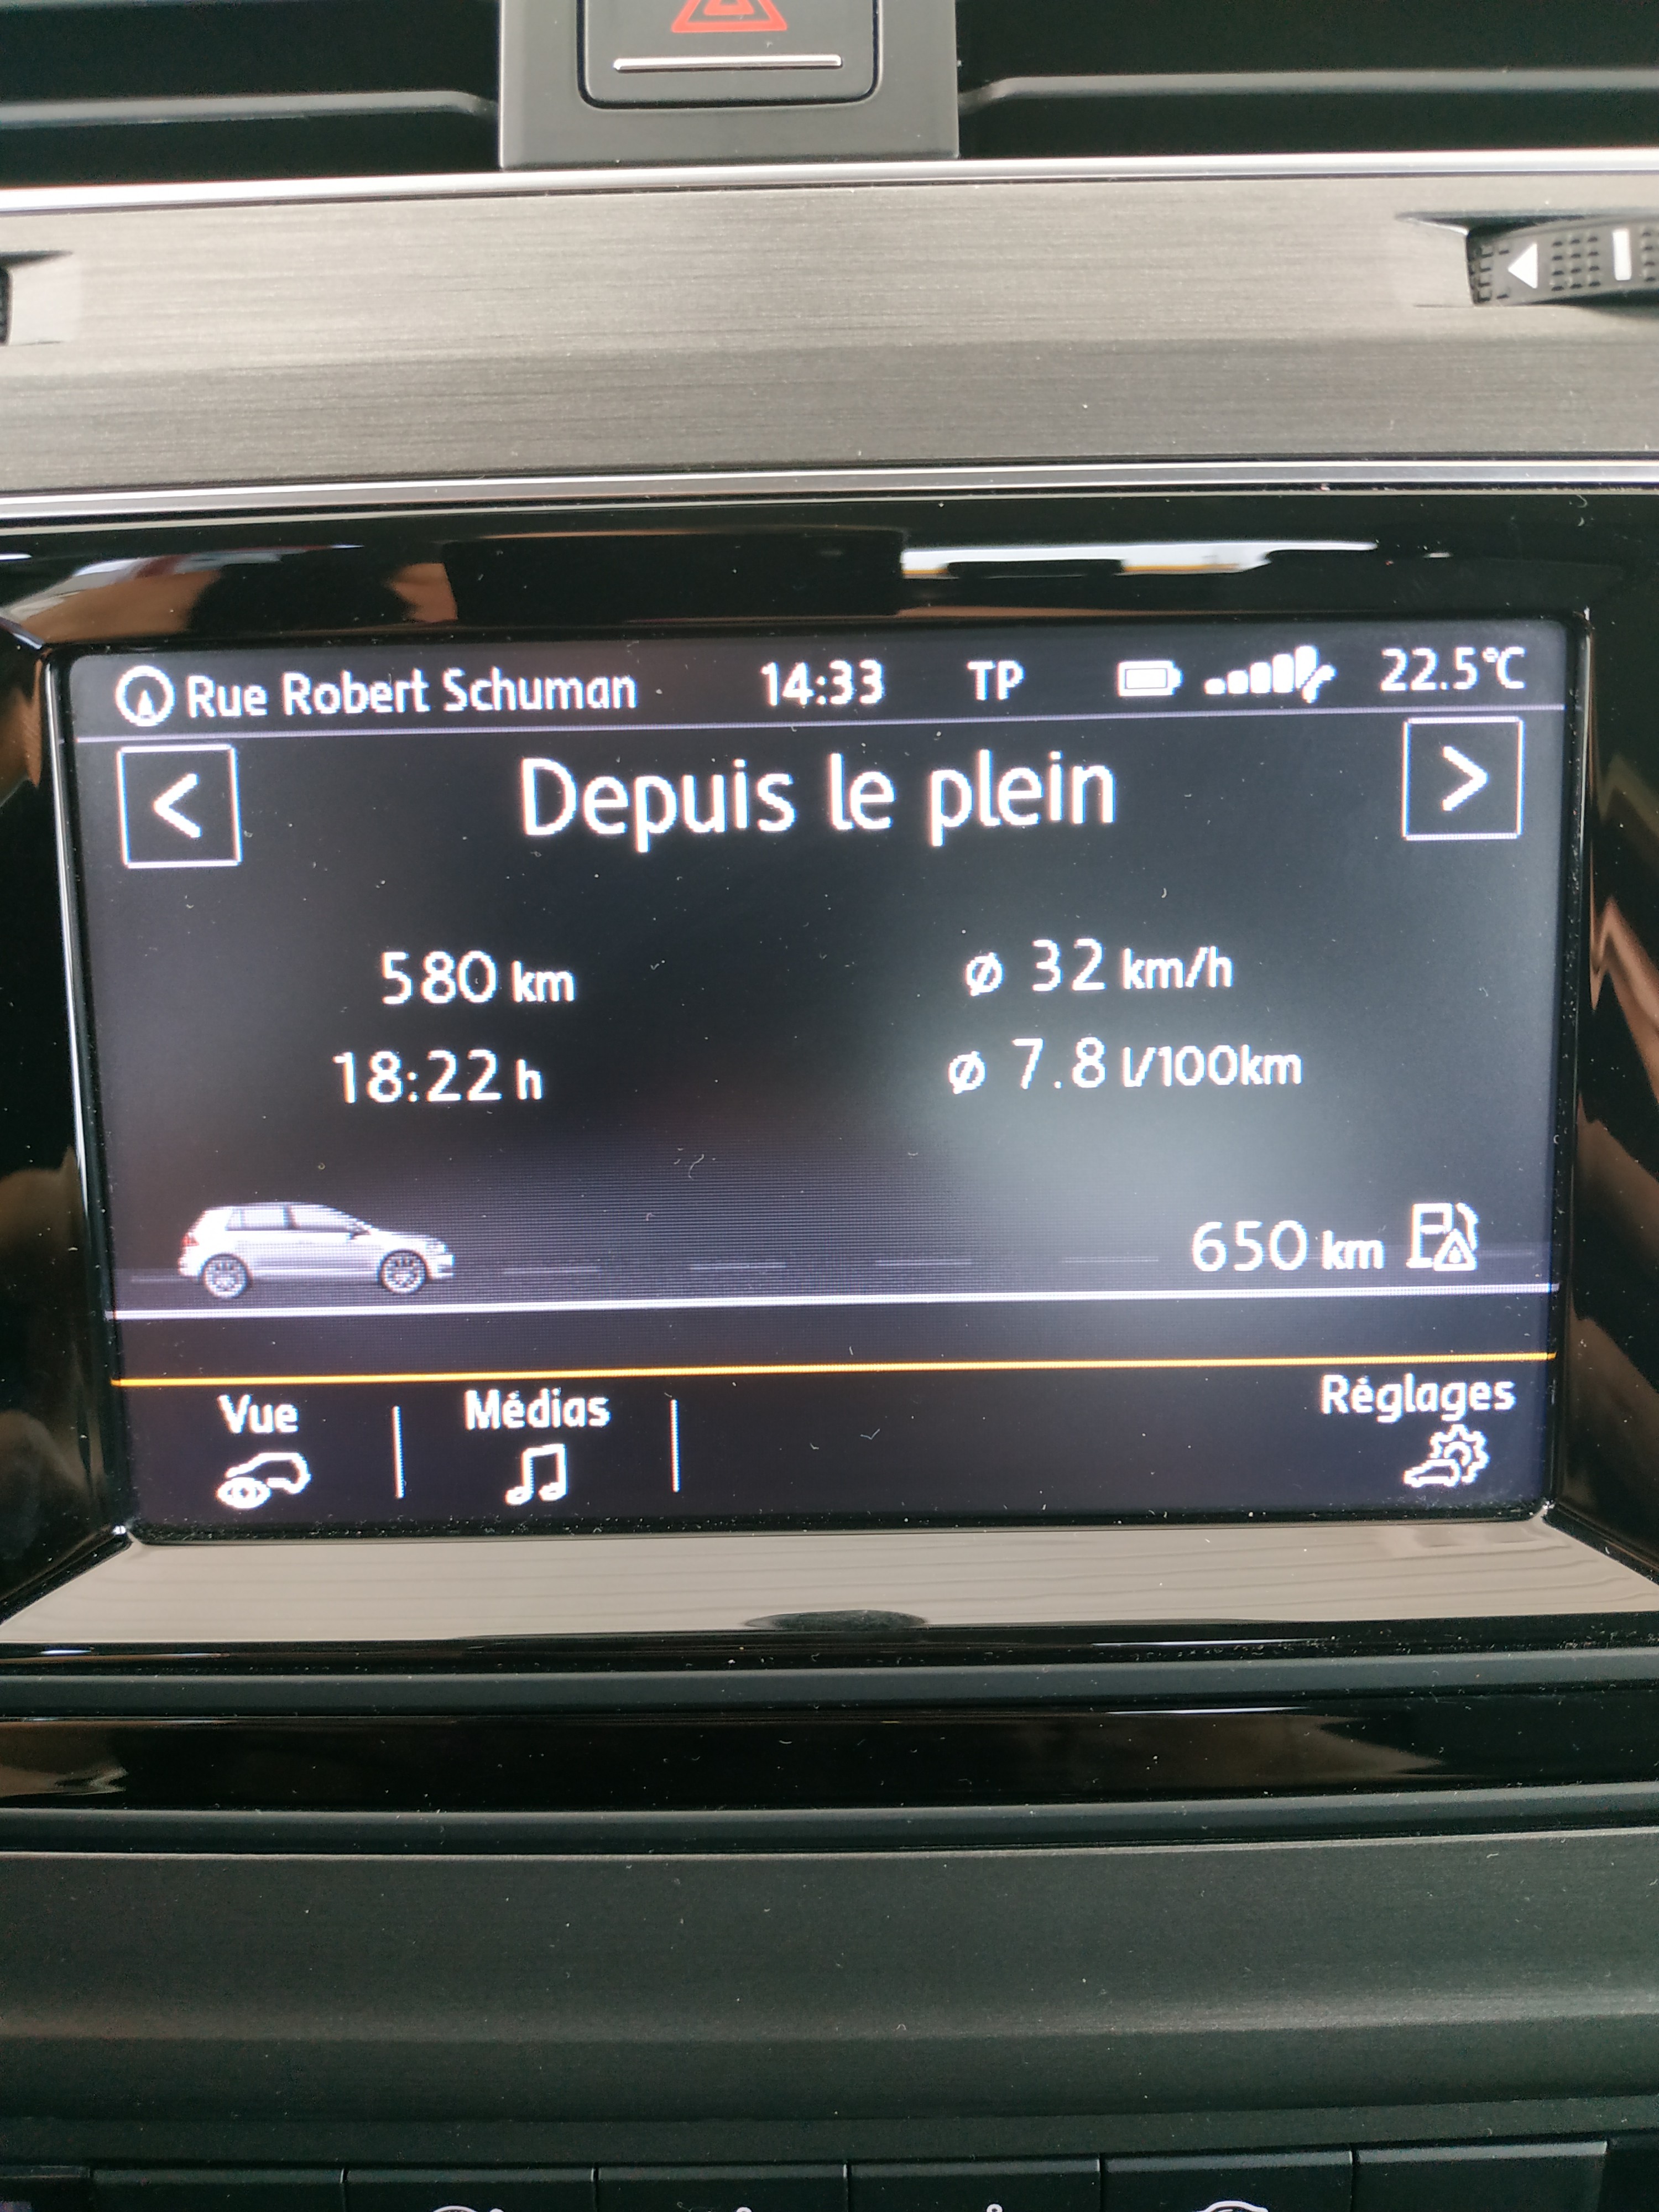 Rue Robert Schuman 14:33 TP 22.5°C
< Depuis le plein >
580 km ø 32 km/h
18:22 h ø 7.8 l/100km
650 km
Vue Médias Réglages